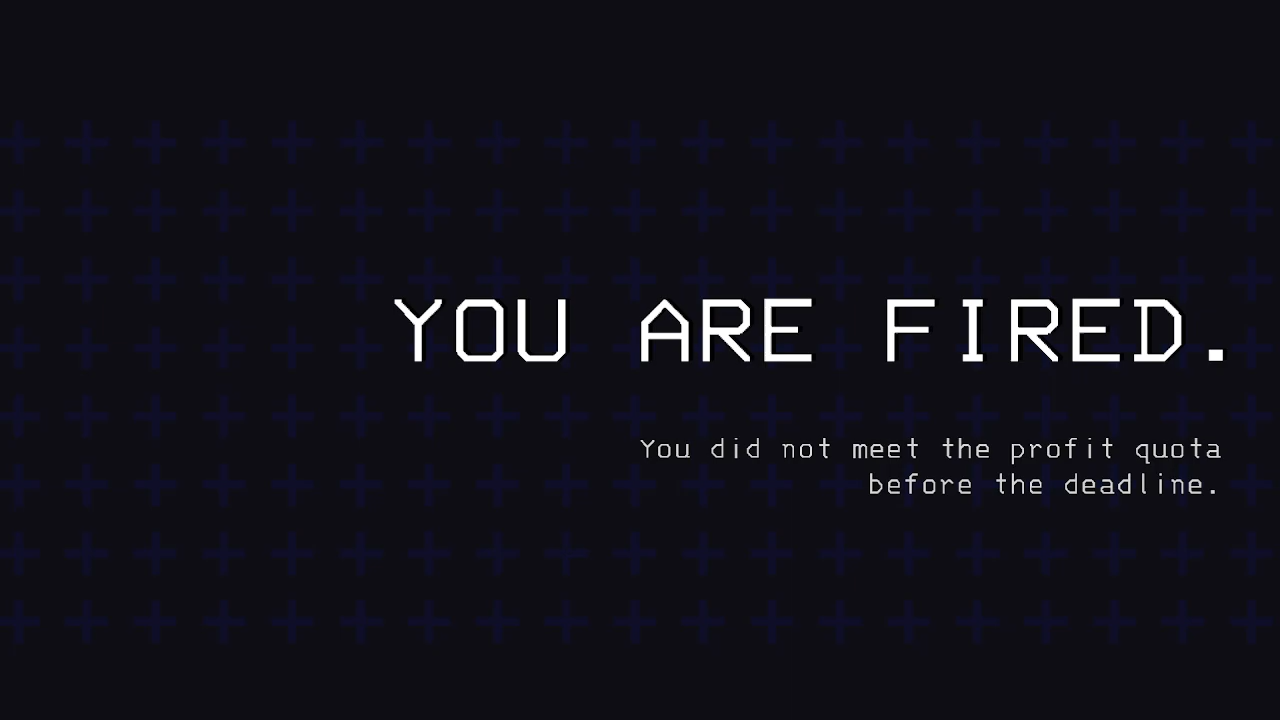 YOU ARE FIRED.
You did not meet the profit quota
before the deadline.